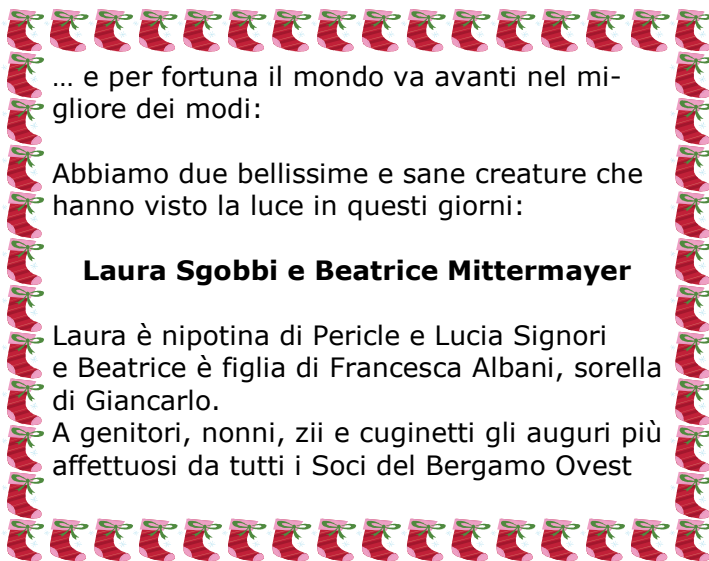 … e per fortuna il mondo va avanti nel mi-
gliore dei modi:
Abbiamo due bellissime e sane creature che
hanno visto la luce in questi giorni:
Laura Sgobbi e Beatrice Mittermayer
Laura è nipotina di Pericle e Lucia Signori
e Beatrice è figlia di Francesca Albani, sorella
di Giancarlo.
A genitori, nonni, zii e cuginetti gli auguri più
affettuosi da tutti i Soci del Bergamo Ovest